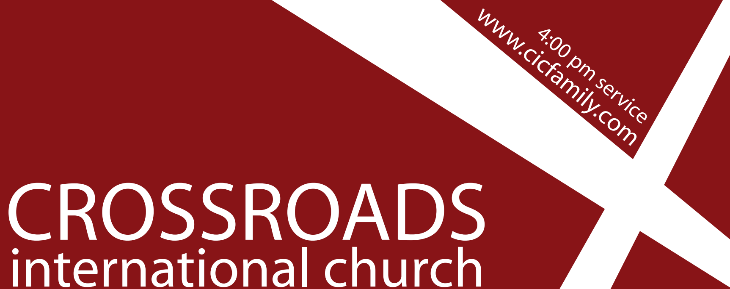 4:00 pm service
www.cicfamily.com
CROSSROADS
international church